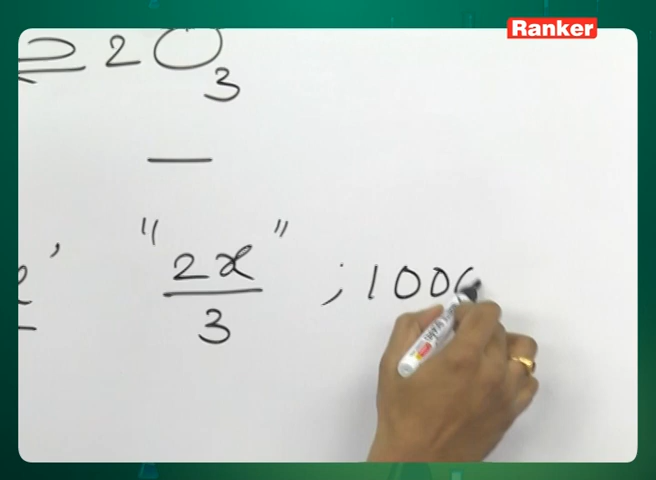 Ranker
⇌ 2O₃
—
' "2x/3" ; 100